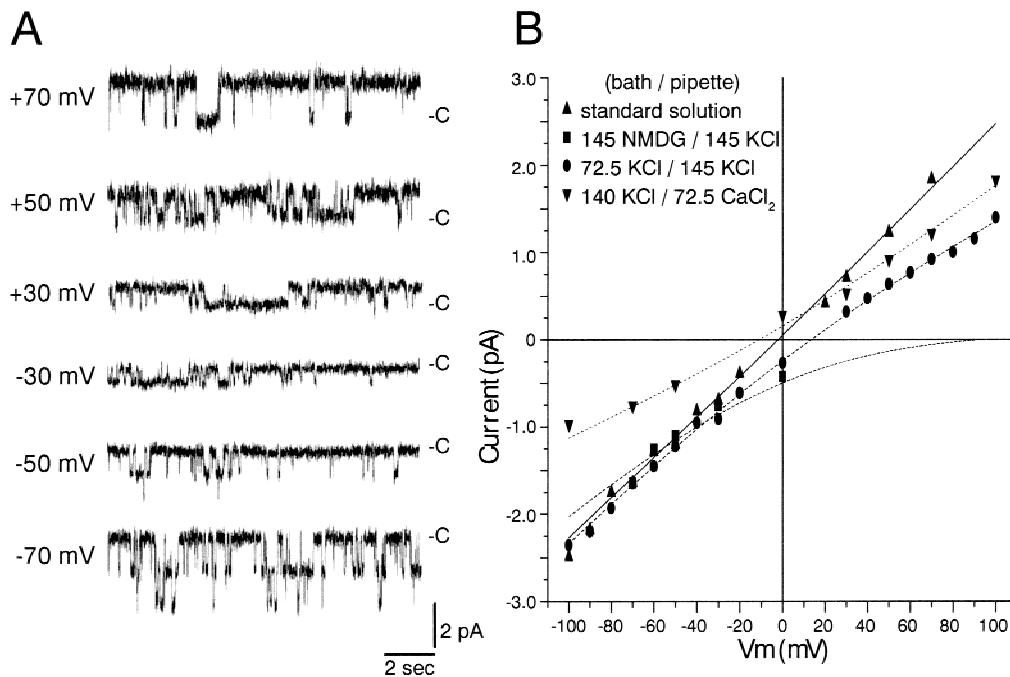 A
+70 mV
-C
+50 mV
-C
+30 mV
-C
-30 mV
-C
-50 mV
-C
-70 mV
-C
2 pA
2 sec
B
(bath / pipette)
standard solution
145 NMDG / 145 KCl
72.5 KCl / 145 KCl
140 KCl / 72.5 CaCl2
3.0
2.0
1.0
0
-1.0
-2.0
-3.0
Current (pA)
-100 -80 -60 -40 -20 0 20 40 60 80 100
Vm (mV)